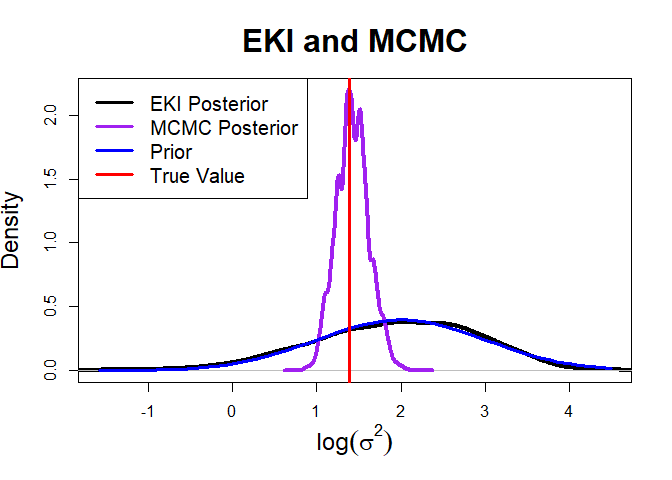 EKI and MCMC
EKI Posterior
MCMC Posterior
Prior
True Value
Density
0.0
0.5
1.0
1.5
2.0
-1
0
1
2
3
4
log(σ²)